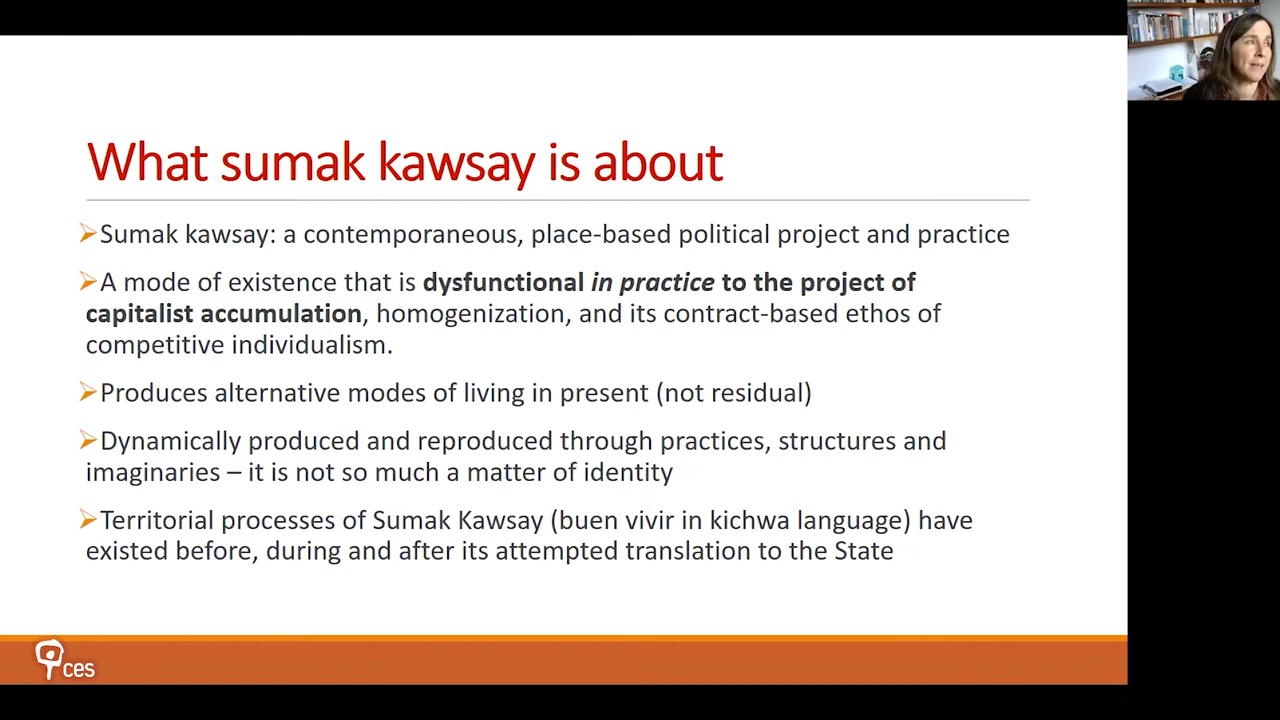 What sumak kawsay is about
➢Sumak kawsay: a contemporaneous, place-based political project and practice
➢A mode of existence that is dysfunctional in practice to the project of
capitalist accumulation, homogenization, and its contract-based ethos of
competitive individualism.
➢Produces alternative modes of living in present (not residual)
➢Dynamically produced and reproduced through practices, structures and
imaginaries – it is not so much a matter of identity
➢Territorial processes of Sumak Kawsay (buen vivir in kichwa language) have
existed before, during and after its attempted translation to the State
ces